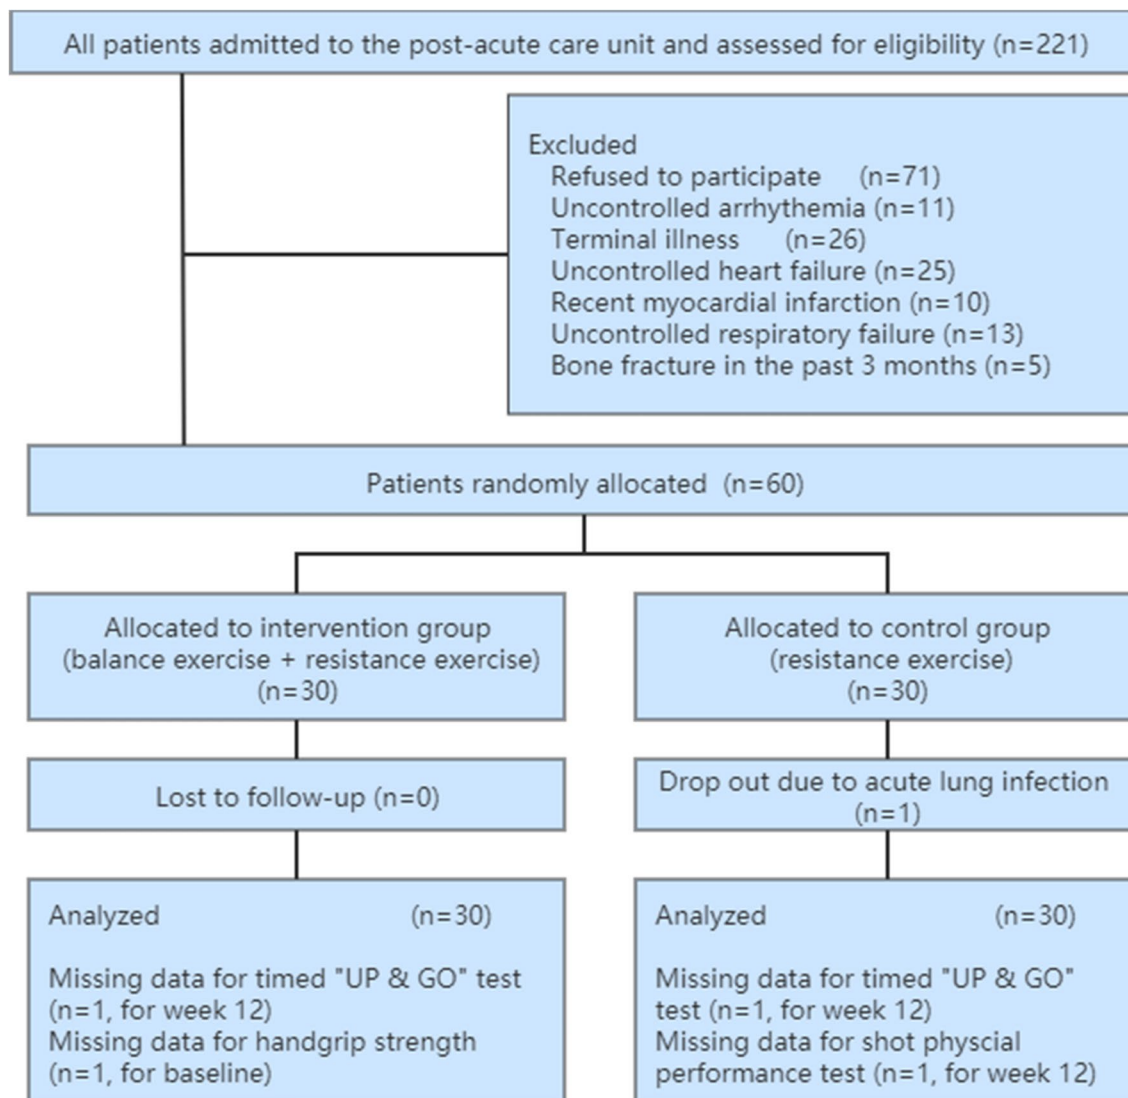 All patients admitted to the post-acute care unit and assessed for eligibility (n=221)
Excluded
Refused to participate (n=71)
Uncontrolled arrhythemia (n=11)
Terminal illness (n=26)
Uncontrolled heart failure (n=25)
Recent myocardial infarction (n=10)
Uncontrolled respiratory failure (n=13)
Bone fracture in the past 3 months (n=5)
Patients randomly allocated (n=60)
Allocated to intervention group
(balance exercise + resistance exercise)
(n=30)
Allocated to control group
(resistance exercise)
(n=30)
Lost to follow-up (n=0)
Drop out due to acute lung infection
(n=1)
Analyzed (n=30)
Missing data for timed "UP & GO" test
(n=1, for week 12)
Missing data for handgrip strength
(n=1, for baseline)
Analyzed (n=30)
Missing data for timed "UP & GO"
test (n=1, for week 12)
Missing data for shot physcial
performance test (n=1, for week 12)